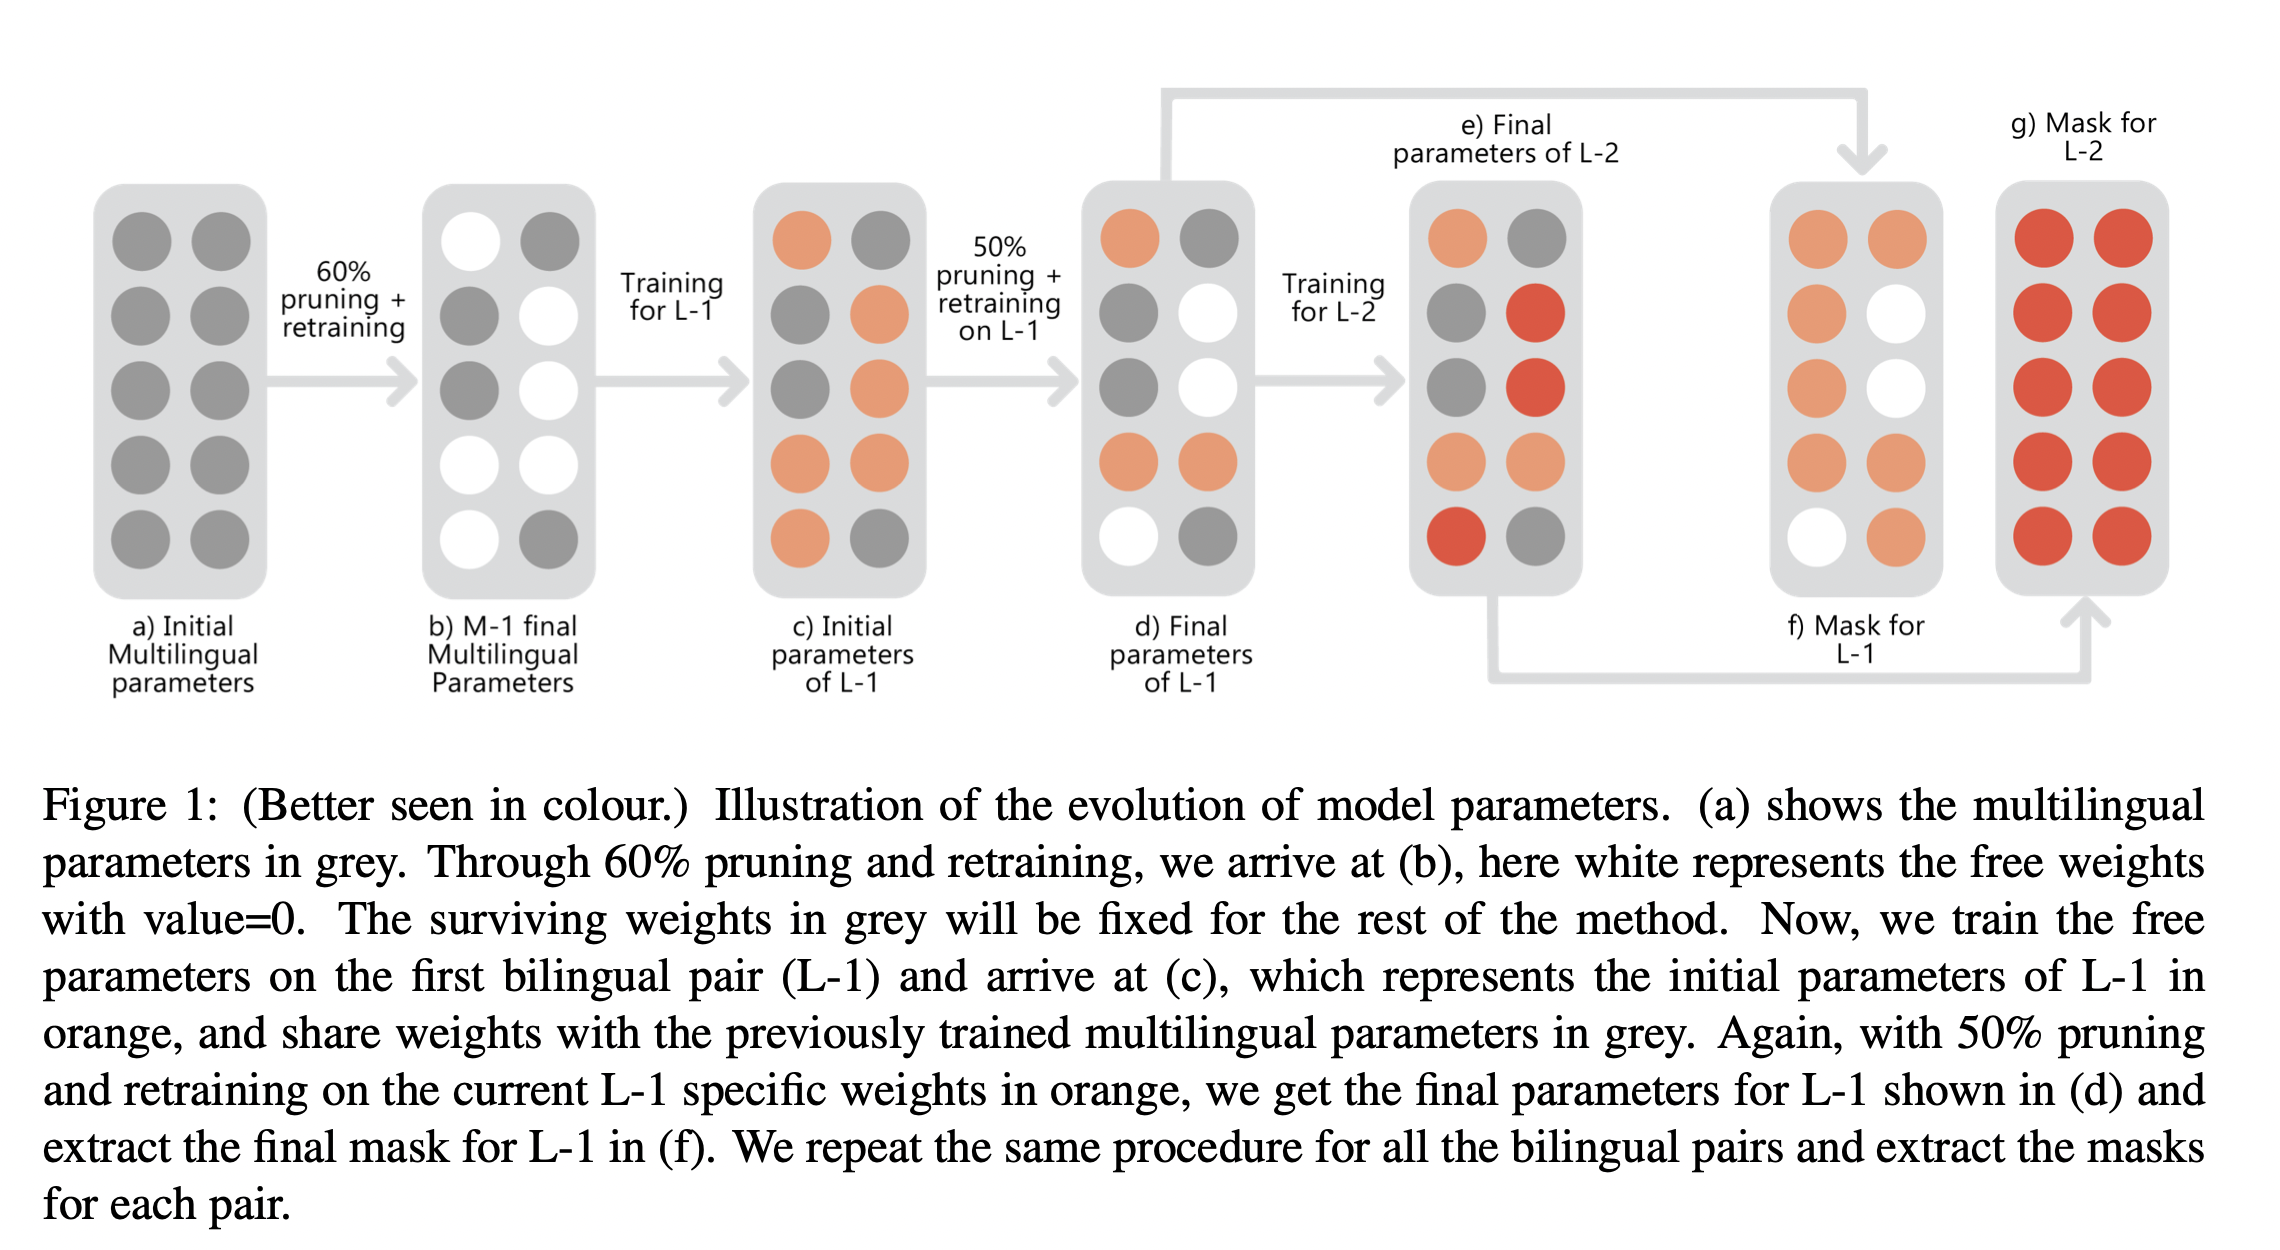 60%
pruning +
retraining
Training
for L-1
50%
pruning +
retraining
on L-1
Training
for L-2
e) Final
parameters of L-2
g) Mask for
L-2
a) Initial
Multilingual
parameters
b) M-1 final
Multilingual
Parameters
c) Initial
parameters
of L-1
d) Final
parameters
of L-1
f) Mask for
L-1
Figure 1: (Better seen in colour.) Illustration of the evolution of model parameters. (a) shows the multilingual
parameters in grey. Through 60% pruning and retraining, we arrive at (b), here white represents the free weights
with value=0. The surviving weights in grey will be fixed for the rest of the method. Now, we train the free
parameters on the first bilingual pair (L-1) and arrive at (c), which represents the initial parameters of L-1 in
orange, and share weights with the previously trained multilingual parameters in grey. Again, with 50% pruning
and retraining on the current L-1 specific weights in orange, we get the final parameters for L-1 shown in (d) and
extract the final mask for L-1 in (f). We repeat the same procedure for all the bilingual pairs and extract the masks
for each pair.